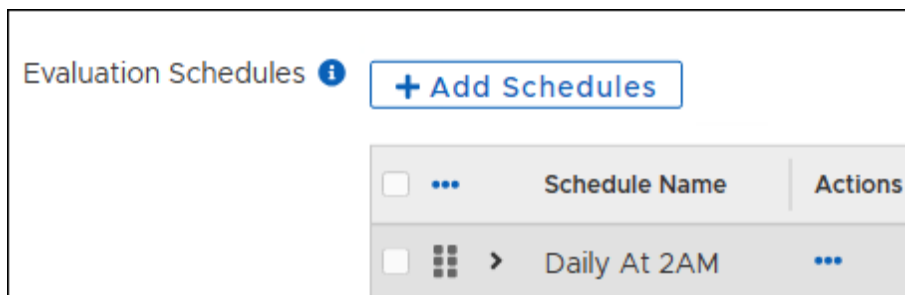 Evaluation Schedules
+ Add Schedules
Schedule Name Actions
Daily At 2AM